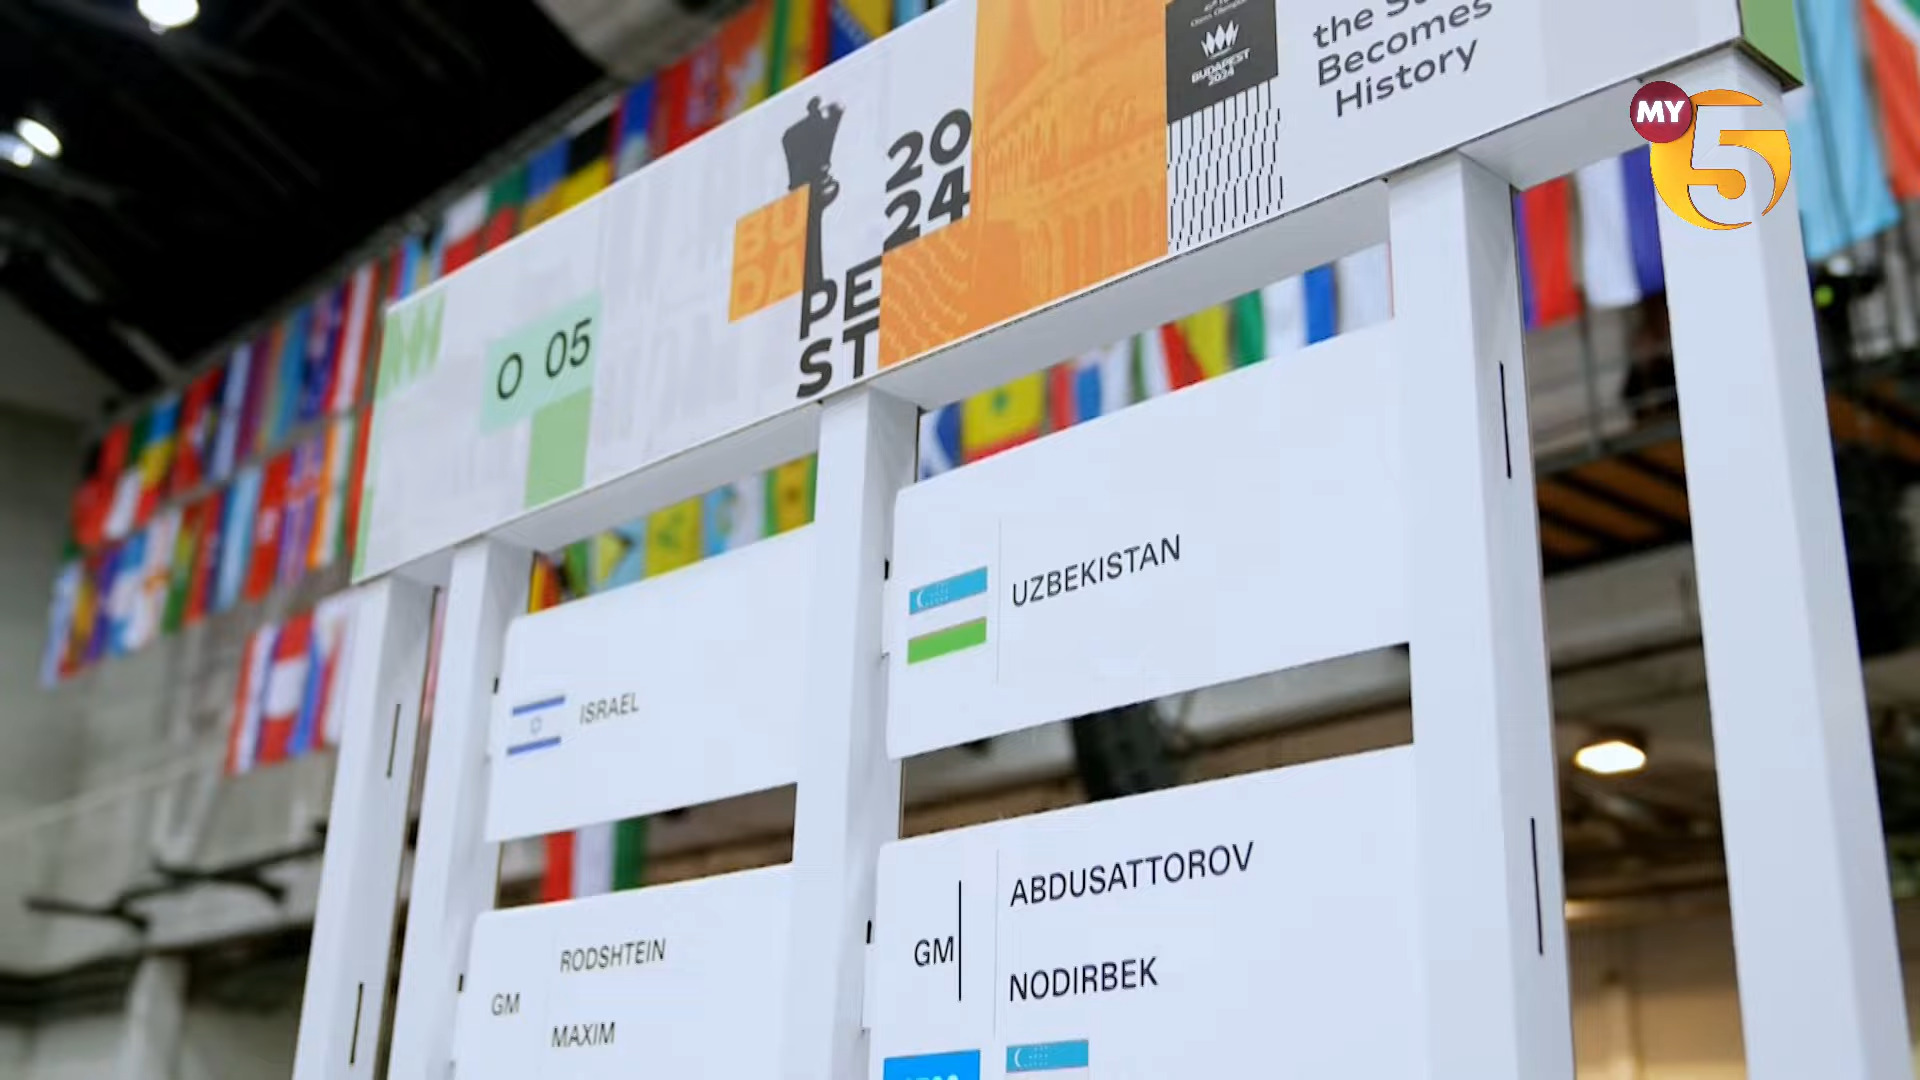 the
Becomes
History
BUDAPEST
2024
MY 5
20
24
BU
DA
PE
ST
O 05
UZBEKISTAN
ISRAEL
ABDUSATTOROV
GM
NODIRBEK
RODSHTEIN
GM
MAXIM